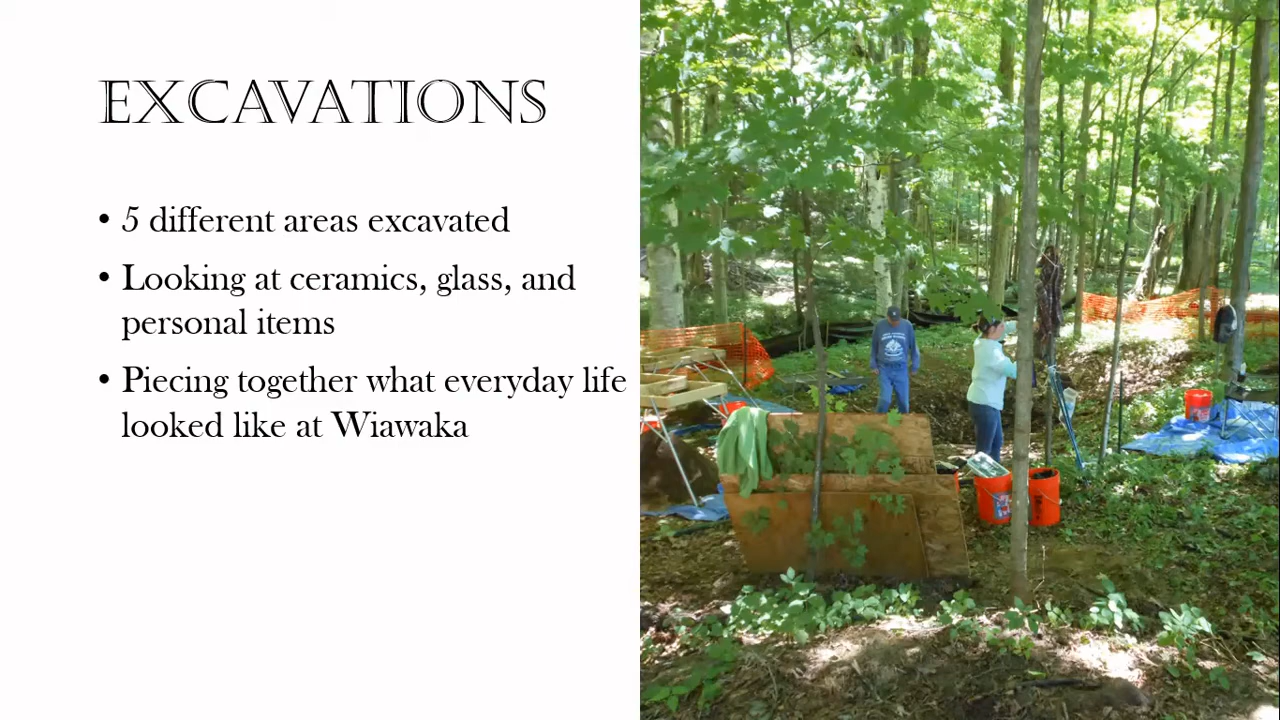 EXCAVATIONS
• 5 different areas excavated
• Looking at ceramics, glass, and
personal items
• Piecing together what everyday life
looked like at Wiawaka